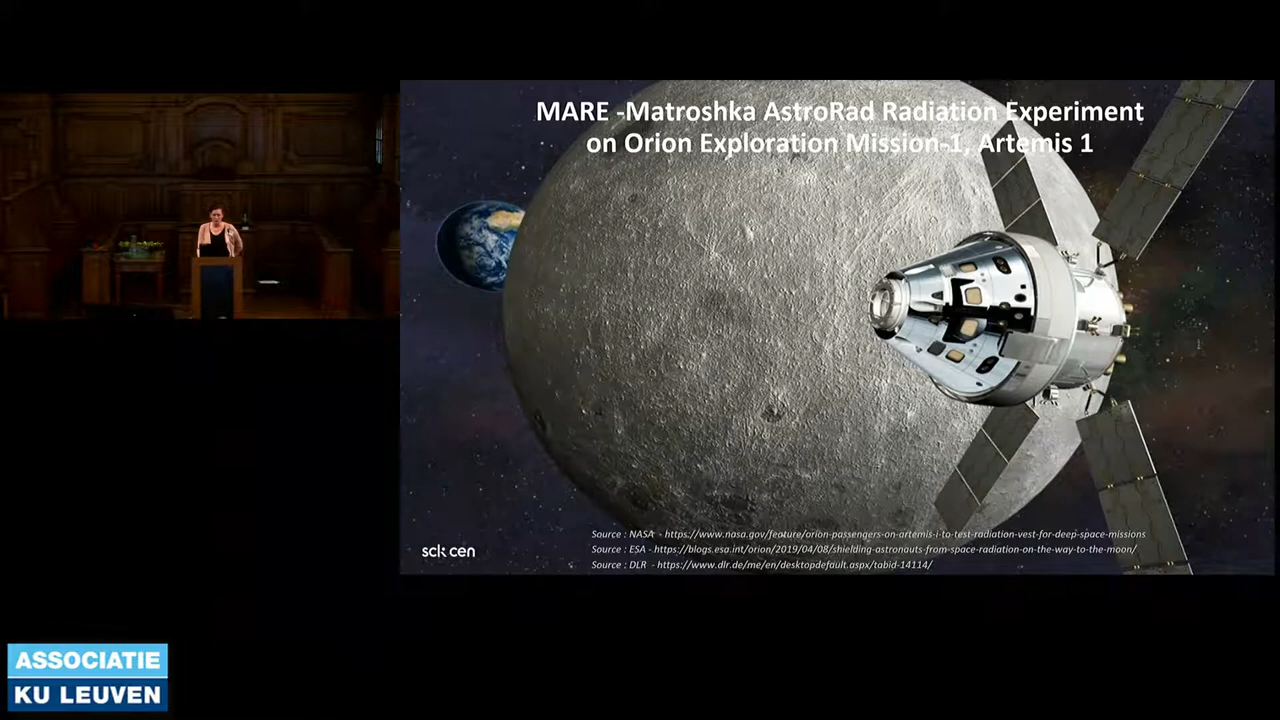 MARE -Matroshka AstroRad Radiation Experiment
on Orion Exploration Mission-1, Artemis 1
Source : NASA - https://www.nasa.gov/feature/orion-passengers-on-artemis-i-to-test-radiation-vest-for-deep-space-missions
Source : ESA - https://blogs.esa.int/orion/2019/04/08/shielding-astronauts-from-space-radiation-on-the-way-to-the-moon/
Source : DLR - https://www.dlr.de/me/en/desktopdefault.aspx/tabid-14114/
sck cen
ASSOCIATIE
KU LEUVEN